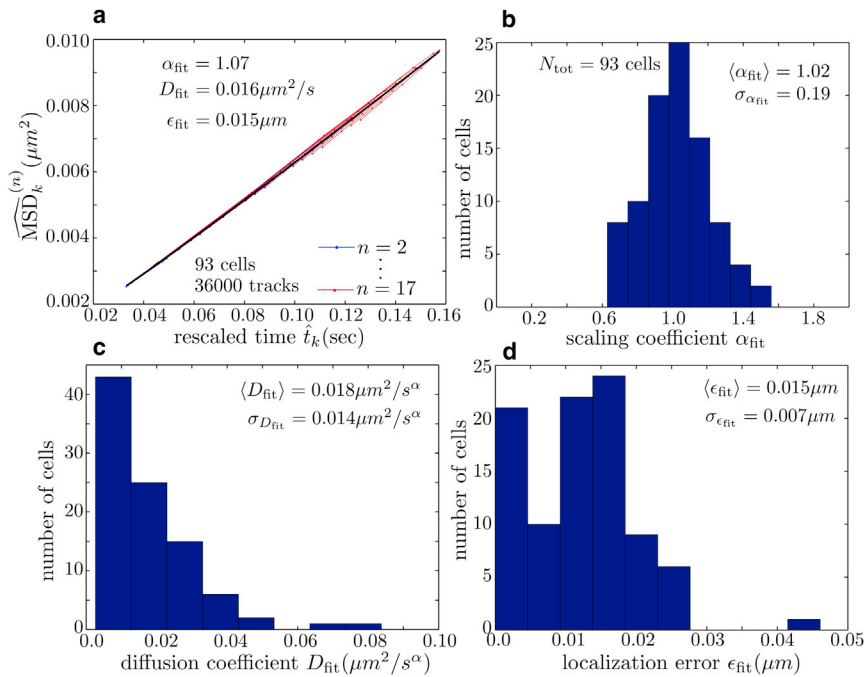 a
0.010
0.008
0.006
0.004
0.002
MSD_k^(n) (μm²)
α_fit = 1.07
D_fit = 0.016μm²/s
ϵ_fit = 0.015μm
93 cells
36000 tracks
n = 2
n = 17
0.02 0.04 0.06 0.08 0.10 0.12 0.14 0.16
rescaled time t̂_k(sec)
b
25
20
15
10
5
0
number of cells
N_tot = 93 cells
⟨α_fit⟩ = 1.02
σ_α_fit = 0.19
0.2 0.6 1.0 1.4 1.8
scaling coefficient α_fit
c
40
30
20
10
0
number of cells
⟨D_fit⟩ = 0.018μm²/s^α
σ_D_fit = 0.014μm²/s^α
0.0 0.02 0.04 0.06 0.08 0.10
diffusion coefficient D_fit(μm²/s^α)
d
25
20
15
10
5
0
number of cells
⟨ϵ_fit⟩ = 0.015μm
σ_ϵ_fit = 0.007μm
0.0 0.01 0.02 0.03 0.04 0.05
localization error ϵ_fit(μm)